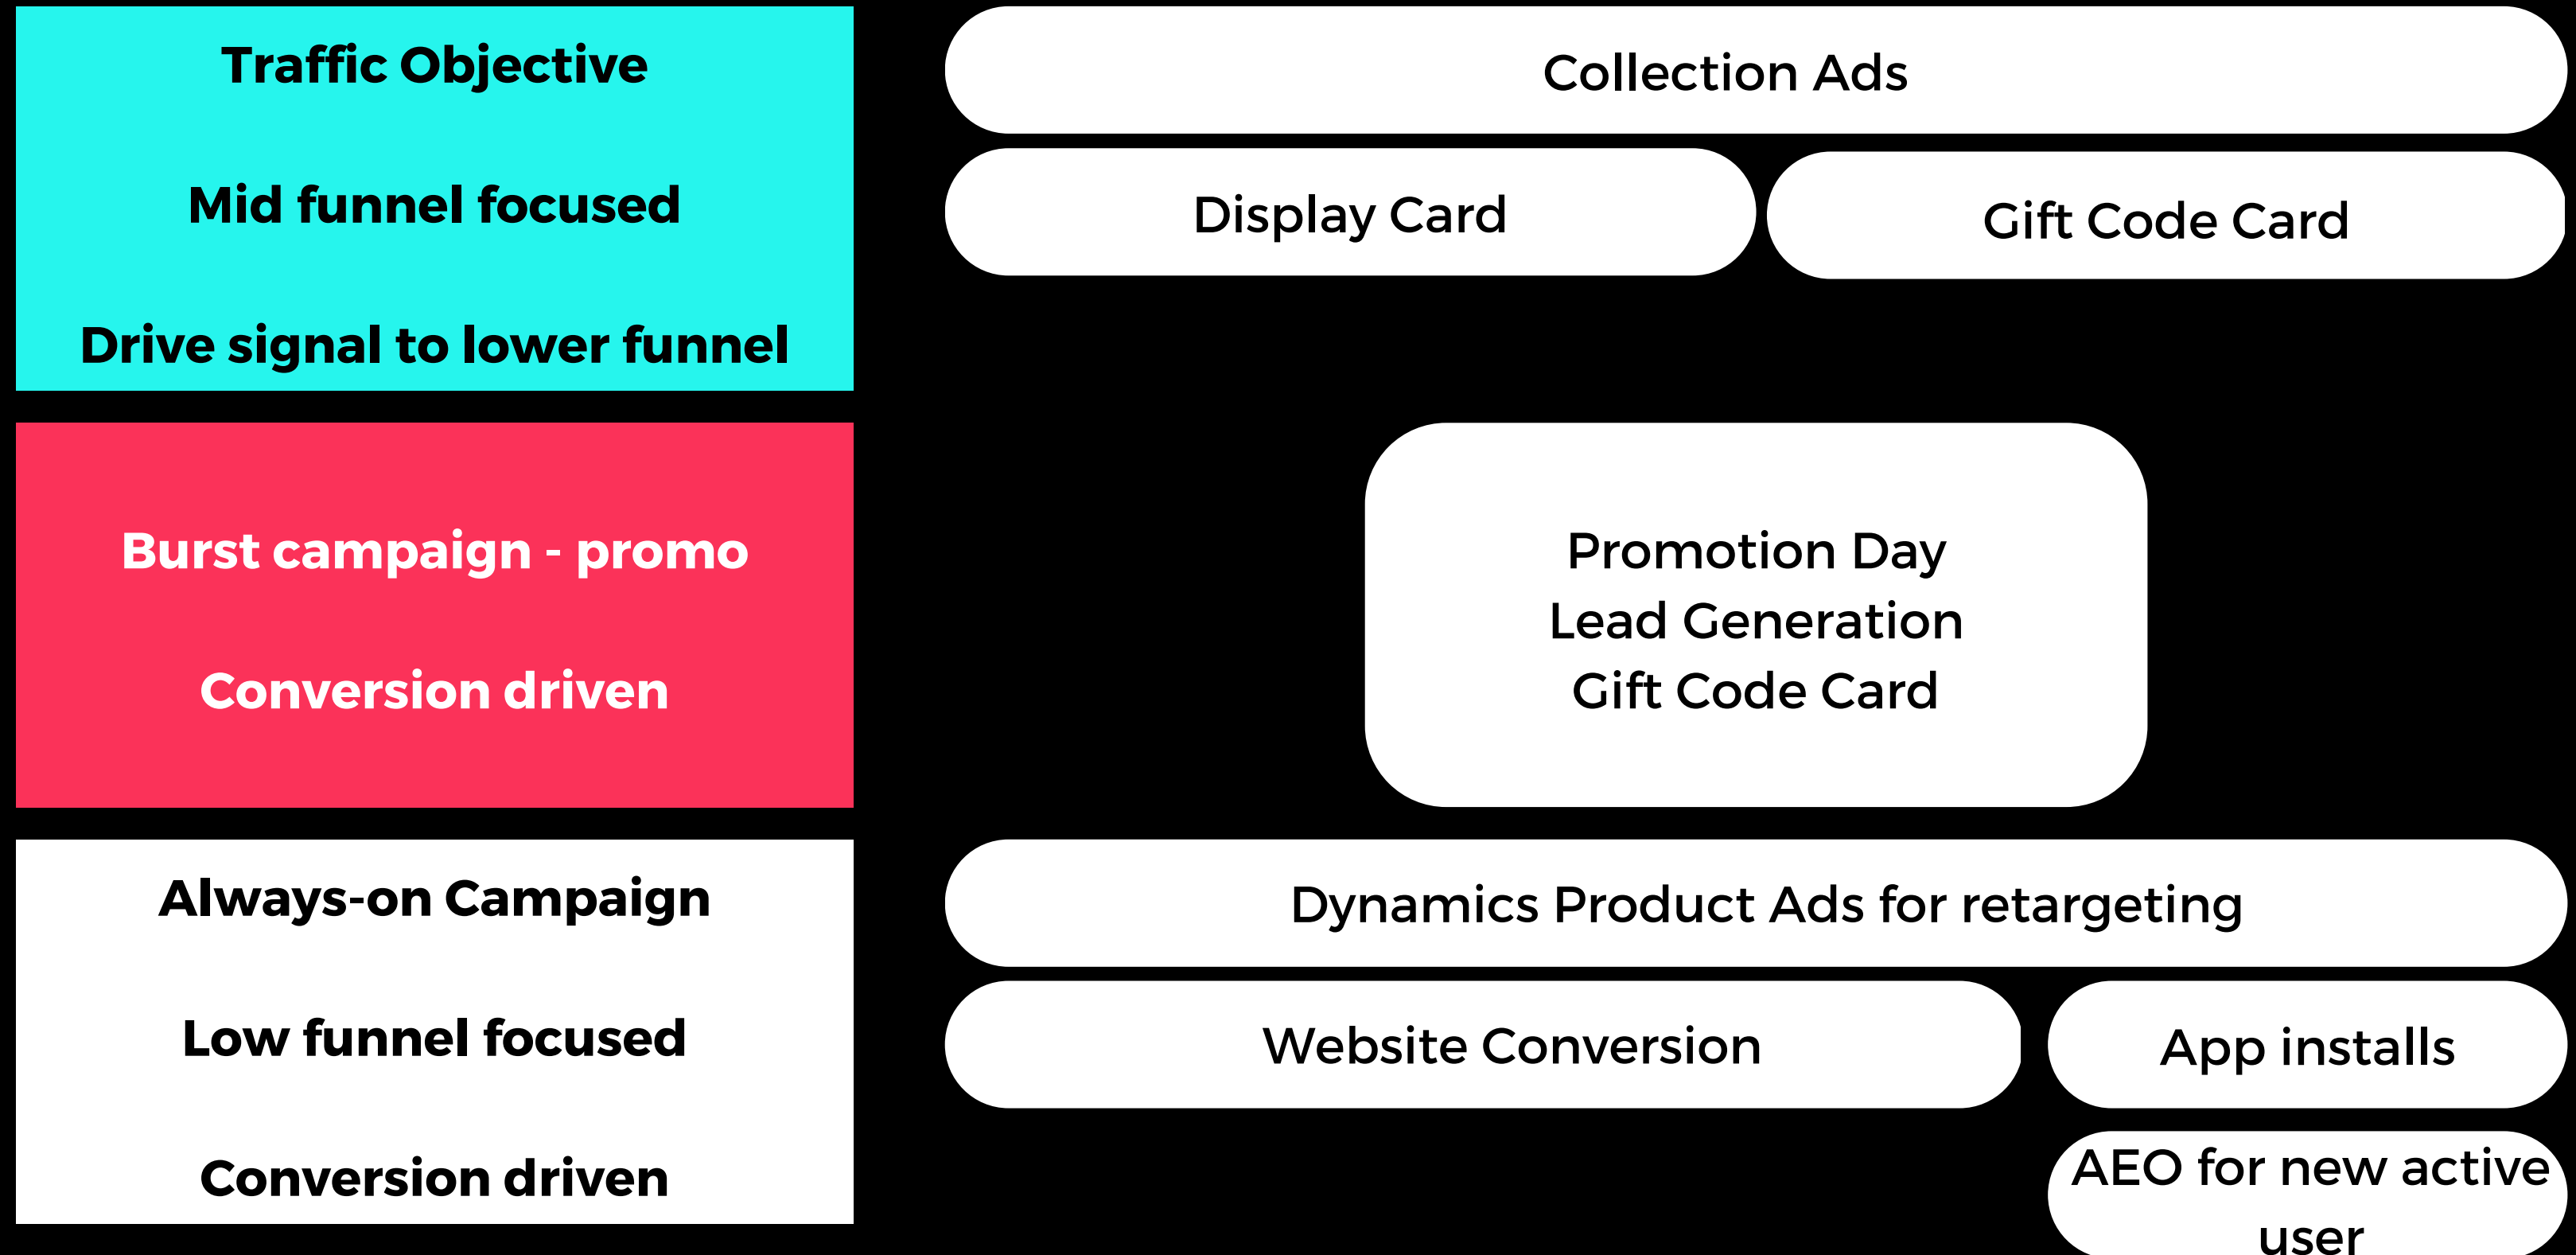 Traffic Objective
Mid funnel focused
Drive signal to lower funnel
Collection Ads
Display Card
Gift Code Card
Burst campaign - promo
Conversion driven
Promotion Day
Lead Generation
Gift Code Card
Always-on Campaign
Low funnel focused
Conversion driven
Dynamics Product Ads for retargeting
Website Conversion
App installs
AEO for new active
user